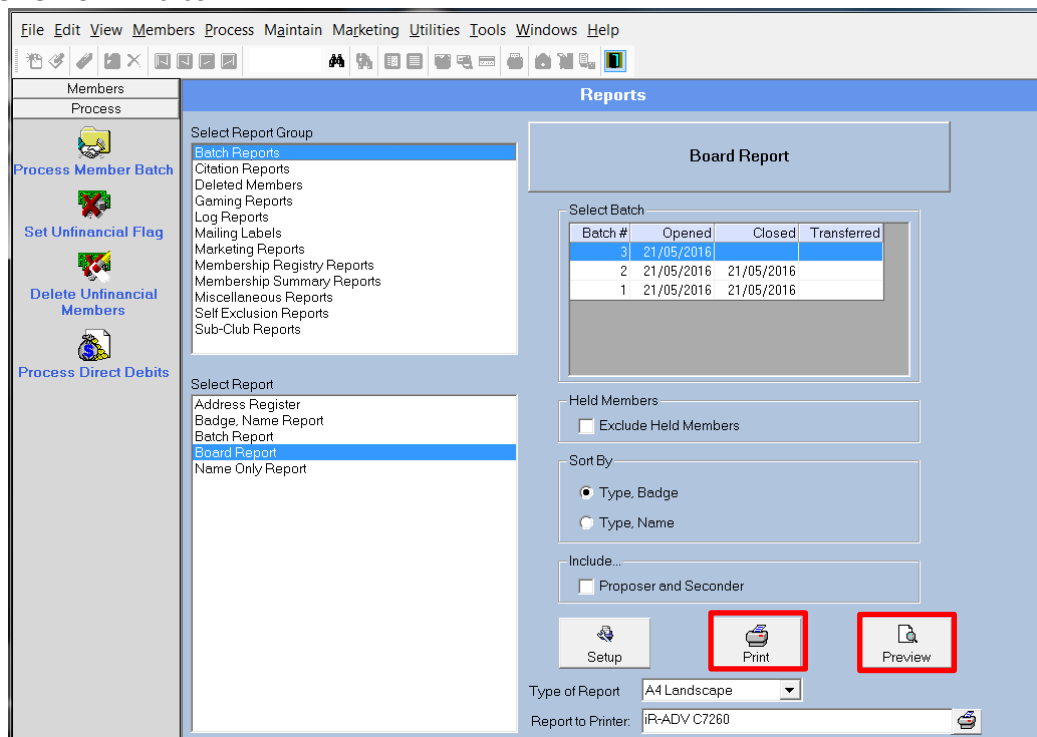 File Edit View Members Process Maintain Marketing Utilities Tools Windows Help
Members
Process
Process Member Batch
Set Unfinancial Flag
Delete Unfinancial
Members
Process Direct Debits
Reports
Select Report Group
Batch Reports
Citation Reports
Deleted Members
Gaming Reports
Log Reports
Mailing Labels
Marketing Reports
Membership Registry Reports
Membership Summary Reports
Miscellaneous Reports
Self Exclusion Reports
Sub-Club Reports
Select Report
Address Register
Badge, Name Report
Batch Report
Board Report
Name Only Report
Board Report
Select Batch
Batch # Opened Closed Transferred
3 21/05/2016
2 21/05/2016 21/05/2016
1 21/05/2016 21/05/2016
Held Members
Exclude Held Members
Sort By
Type, Badge
Type, Name
Include...
Proposer and Seconder
Setup Print Preview
Type of Report A4 Landscape
Report to Printer: iR-ADV C7260